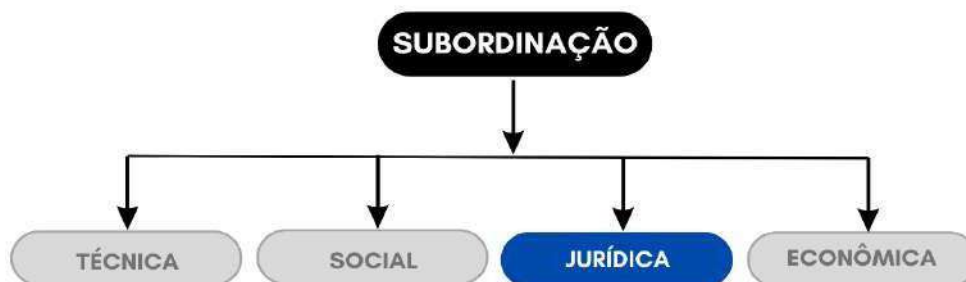 SUBORDINAÇÃO
TÉCNICA
SOCIAL
JURÍDICA
ECONÔMICA